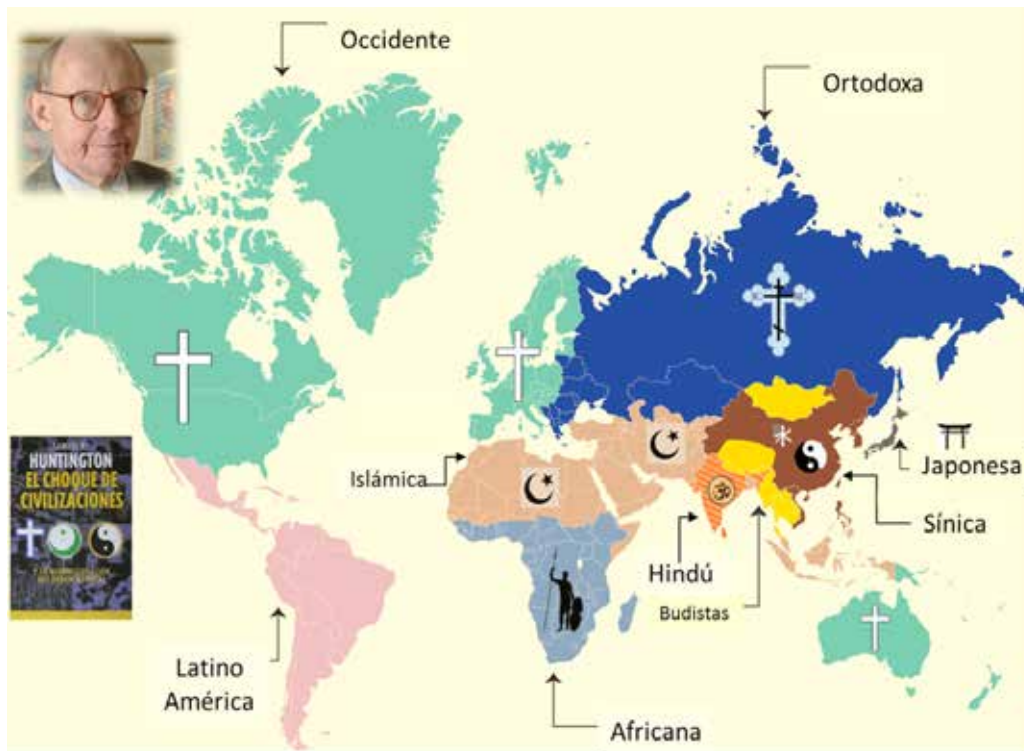 Occidente
Ortodoxa
HUNTINGTON
EL CHOQUE DE
CIVILIZACIONES
Islámica
Japonesa
Sínica
Hindú
Budistas
Latino
América
Africana